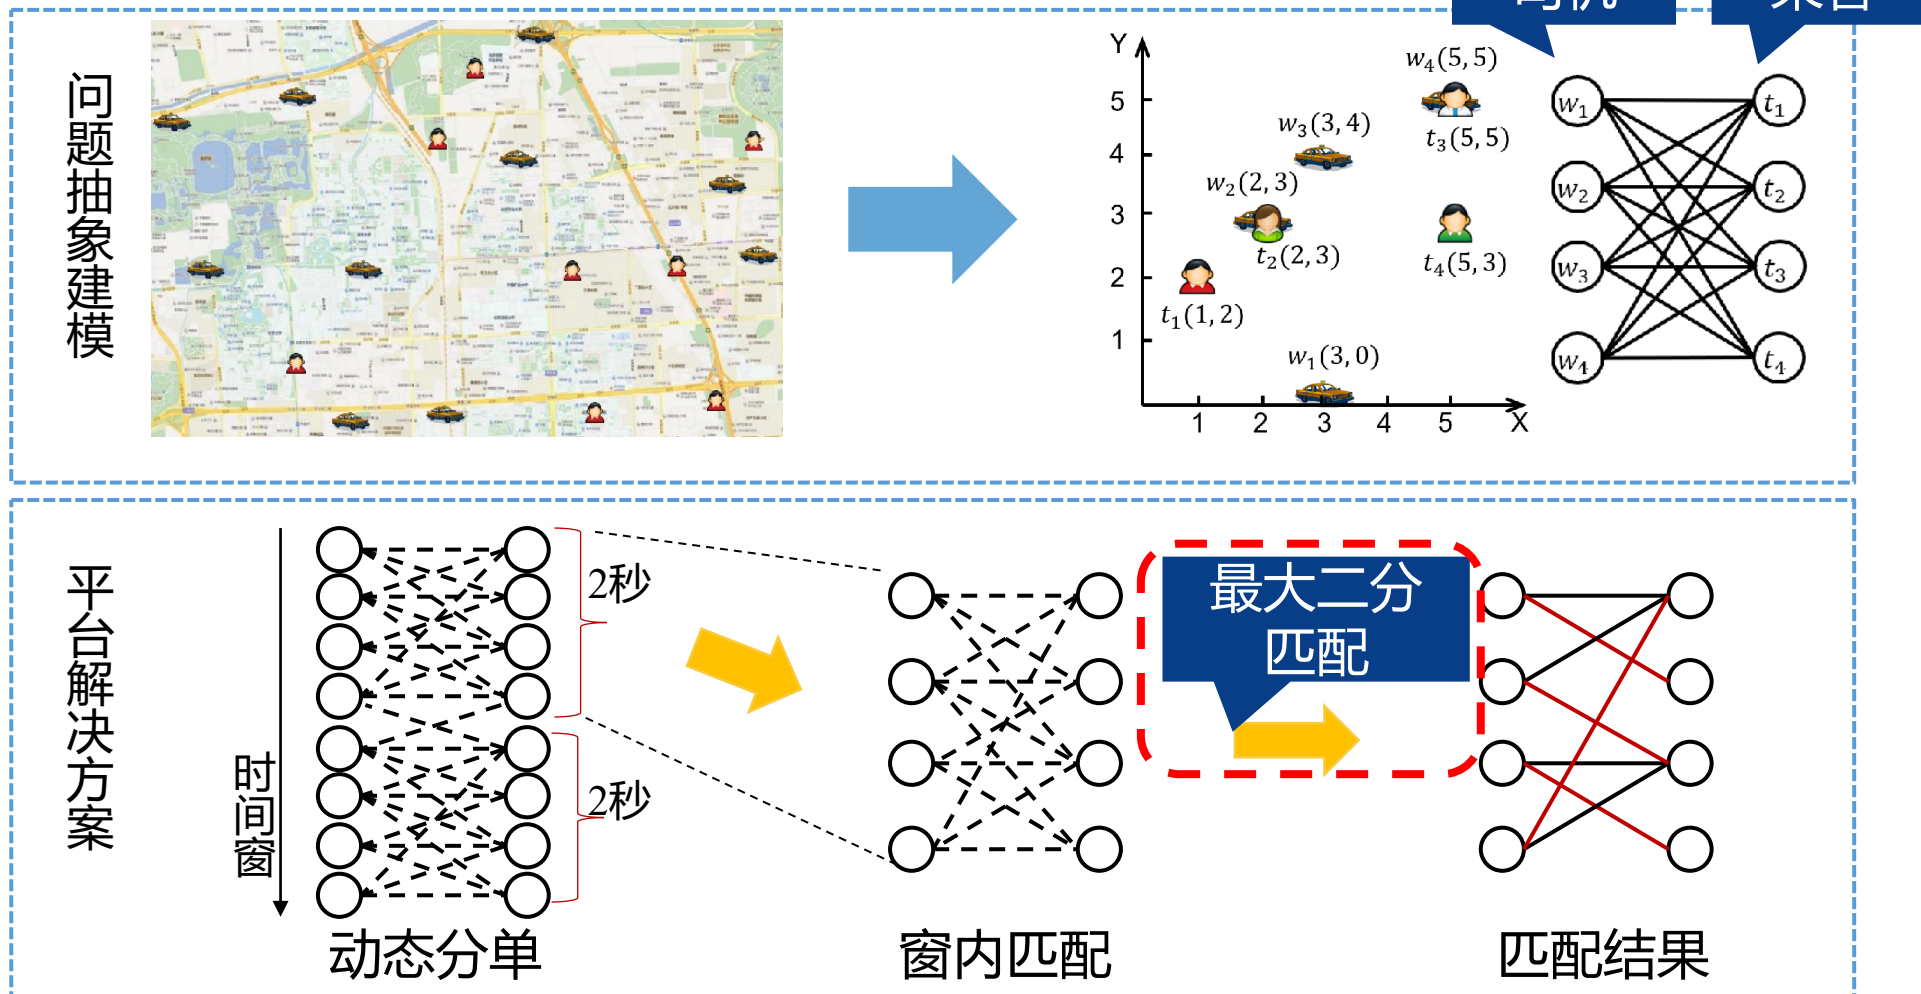 司机
乘客
问题抽象建模
Y
5
4
3
2
1
1
2
3
4
5
X
w₄(5,5)
t₃(5,5)
w₃(3,4)
w₂(2,3)
t₂(2,3)
t₄(5,3)
t₁(1,2)
w₁(3,0)
w₁
t₁
w₂
t₂
w₃
t₃
w₄
t₄
平台解决方案
时间窗
2秒
2秒
最大二分
匹配
动态分单
窗内匹配
匹配结果